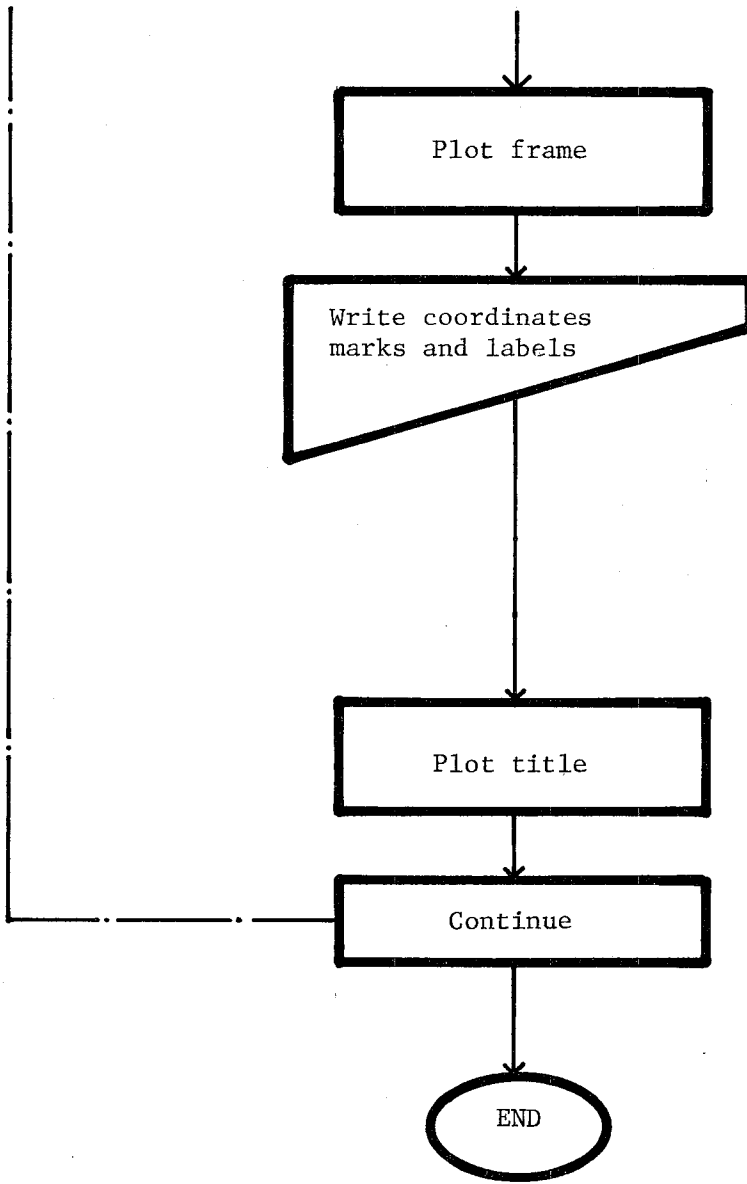 Plot frame
Write coordinates
marks and labels
Plot title
Continue
END